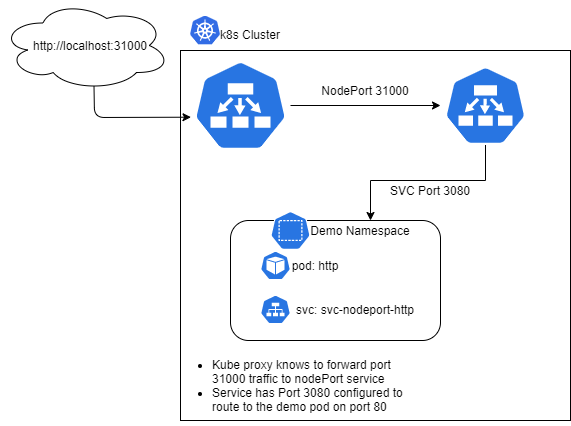 http://localhost:31000
k8s Cluster
NodePort 31000
SVC Port 3080
Demo Namespace
pod: http
svc: svc-nodeport-http
• Kube proxy knows to forward port
31000 traffic to nodePort service
• Service has Port 3080 configured to
route to the demo pod on port 80